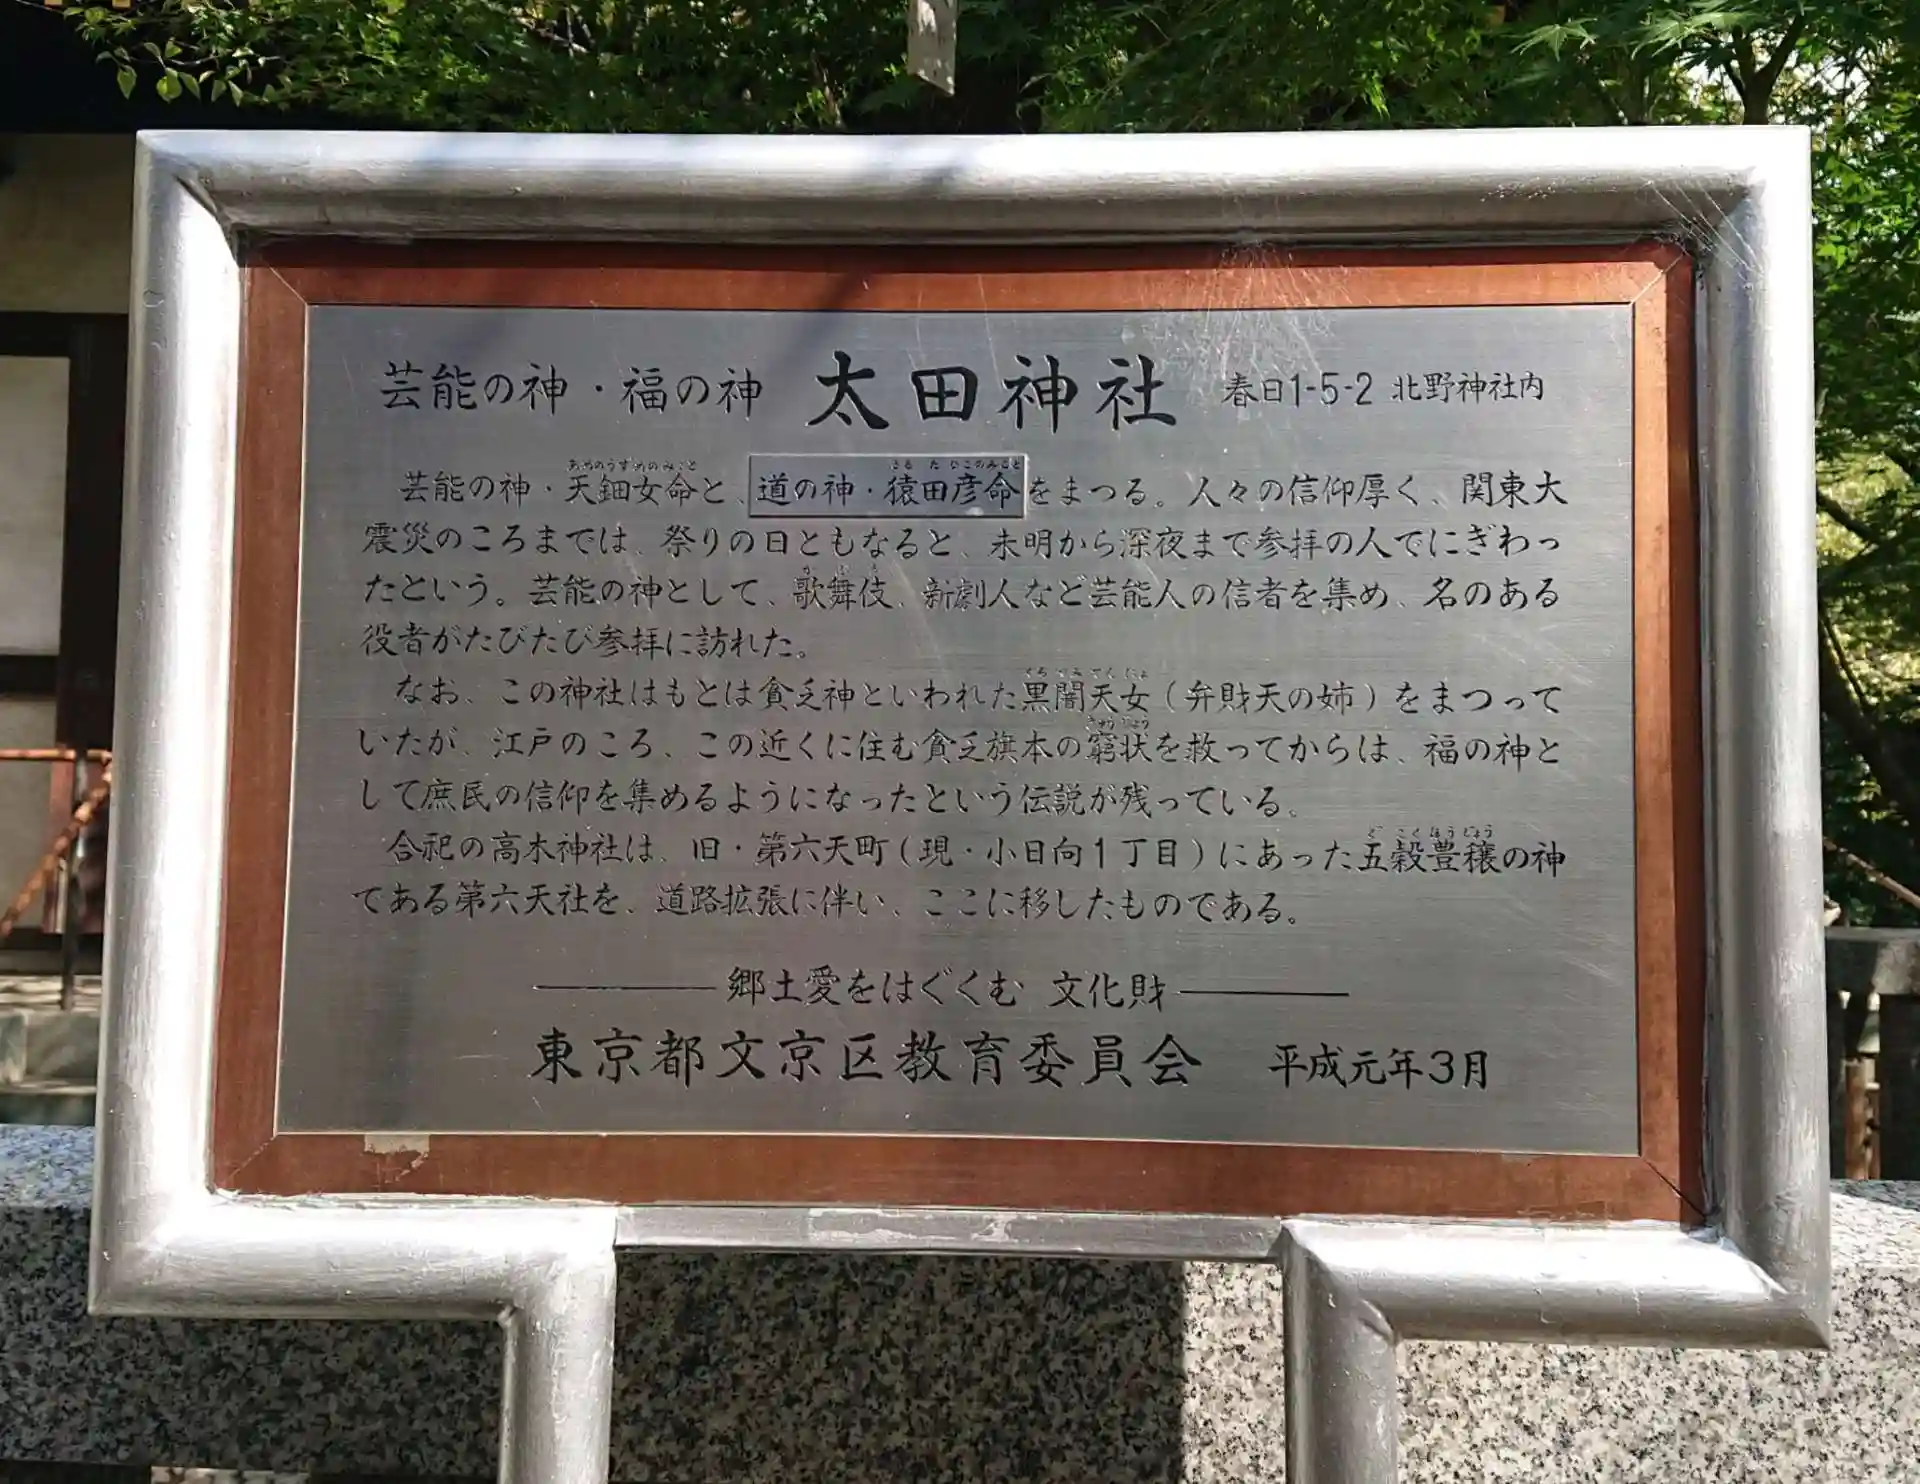 芸能の神・福の神 太田神社 春日1-5-2 北野神社内
あめのうずめのみこと さる た ひこのみこと
芸能の神・天鈿女命と、道の神・猿田彦命をまつる。人々の信仰厚く、関東大
震災のころまでは、祭りの日ともなると、未明から深夜まで参拝の人でにぎわっ
か ぶ き
たという。芸能の神として、歌舞伎、新劇人など芸能人の信者を集め、名のある
役者がたびたび参拝に訪れた。
くろ やみ てん にょ
なお、この神社はもとは貧乏神といわれた黒闇天女(弁財天の姉)をまつって
きゅうじょう
いたが、江戸のころ、この近くに住む貧乏旗本の窮状を救ってからは、福の神と
して庶民の信仰を集めるようになったという伝説が残っている。
ご こくほうじょう
合祀の高木神社は、旧・第六天町(現・小日向1丁目)にあった五穀豊穣の神
である第六天社を、道路拡張に伴い、ここに移したものである。
郷土愛をはぐくむ 文化財
東京都文京区教育委員会 平成元年3月